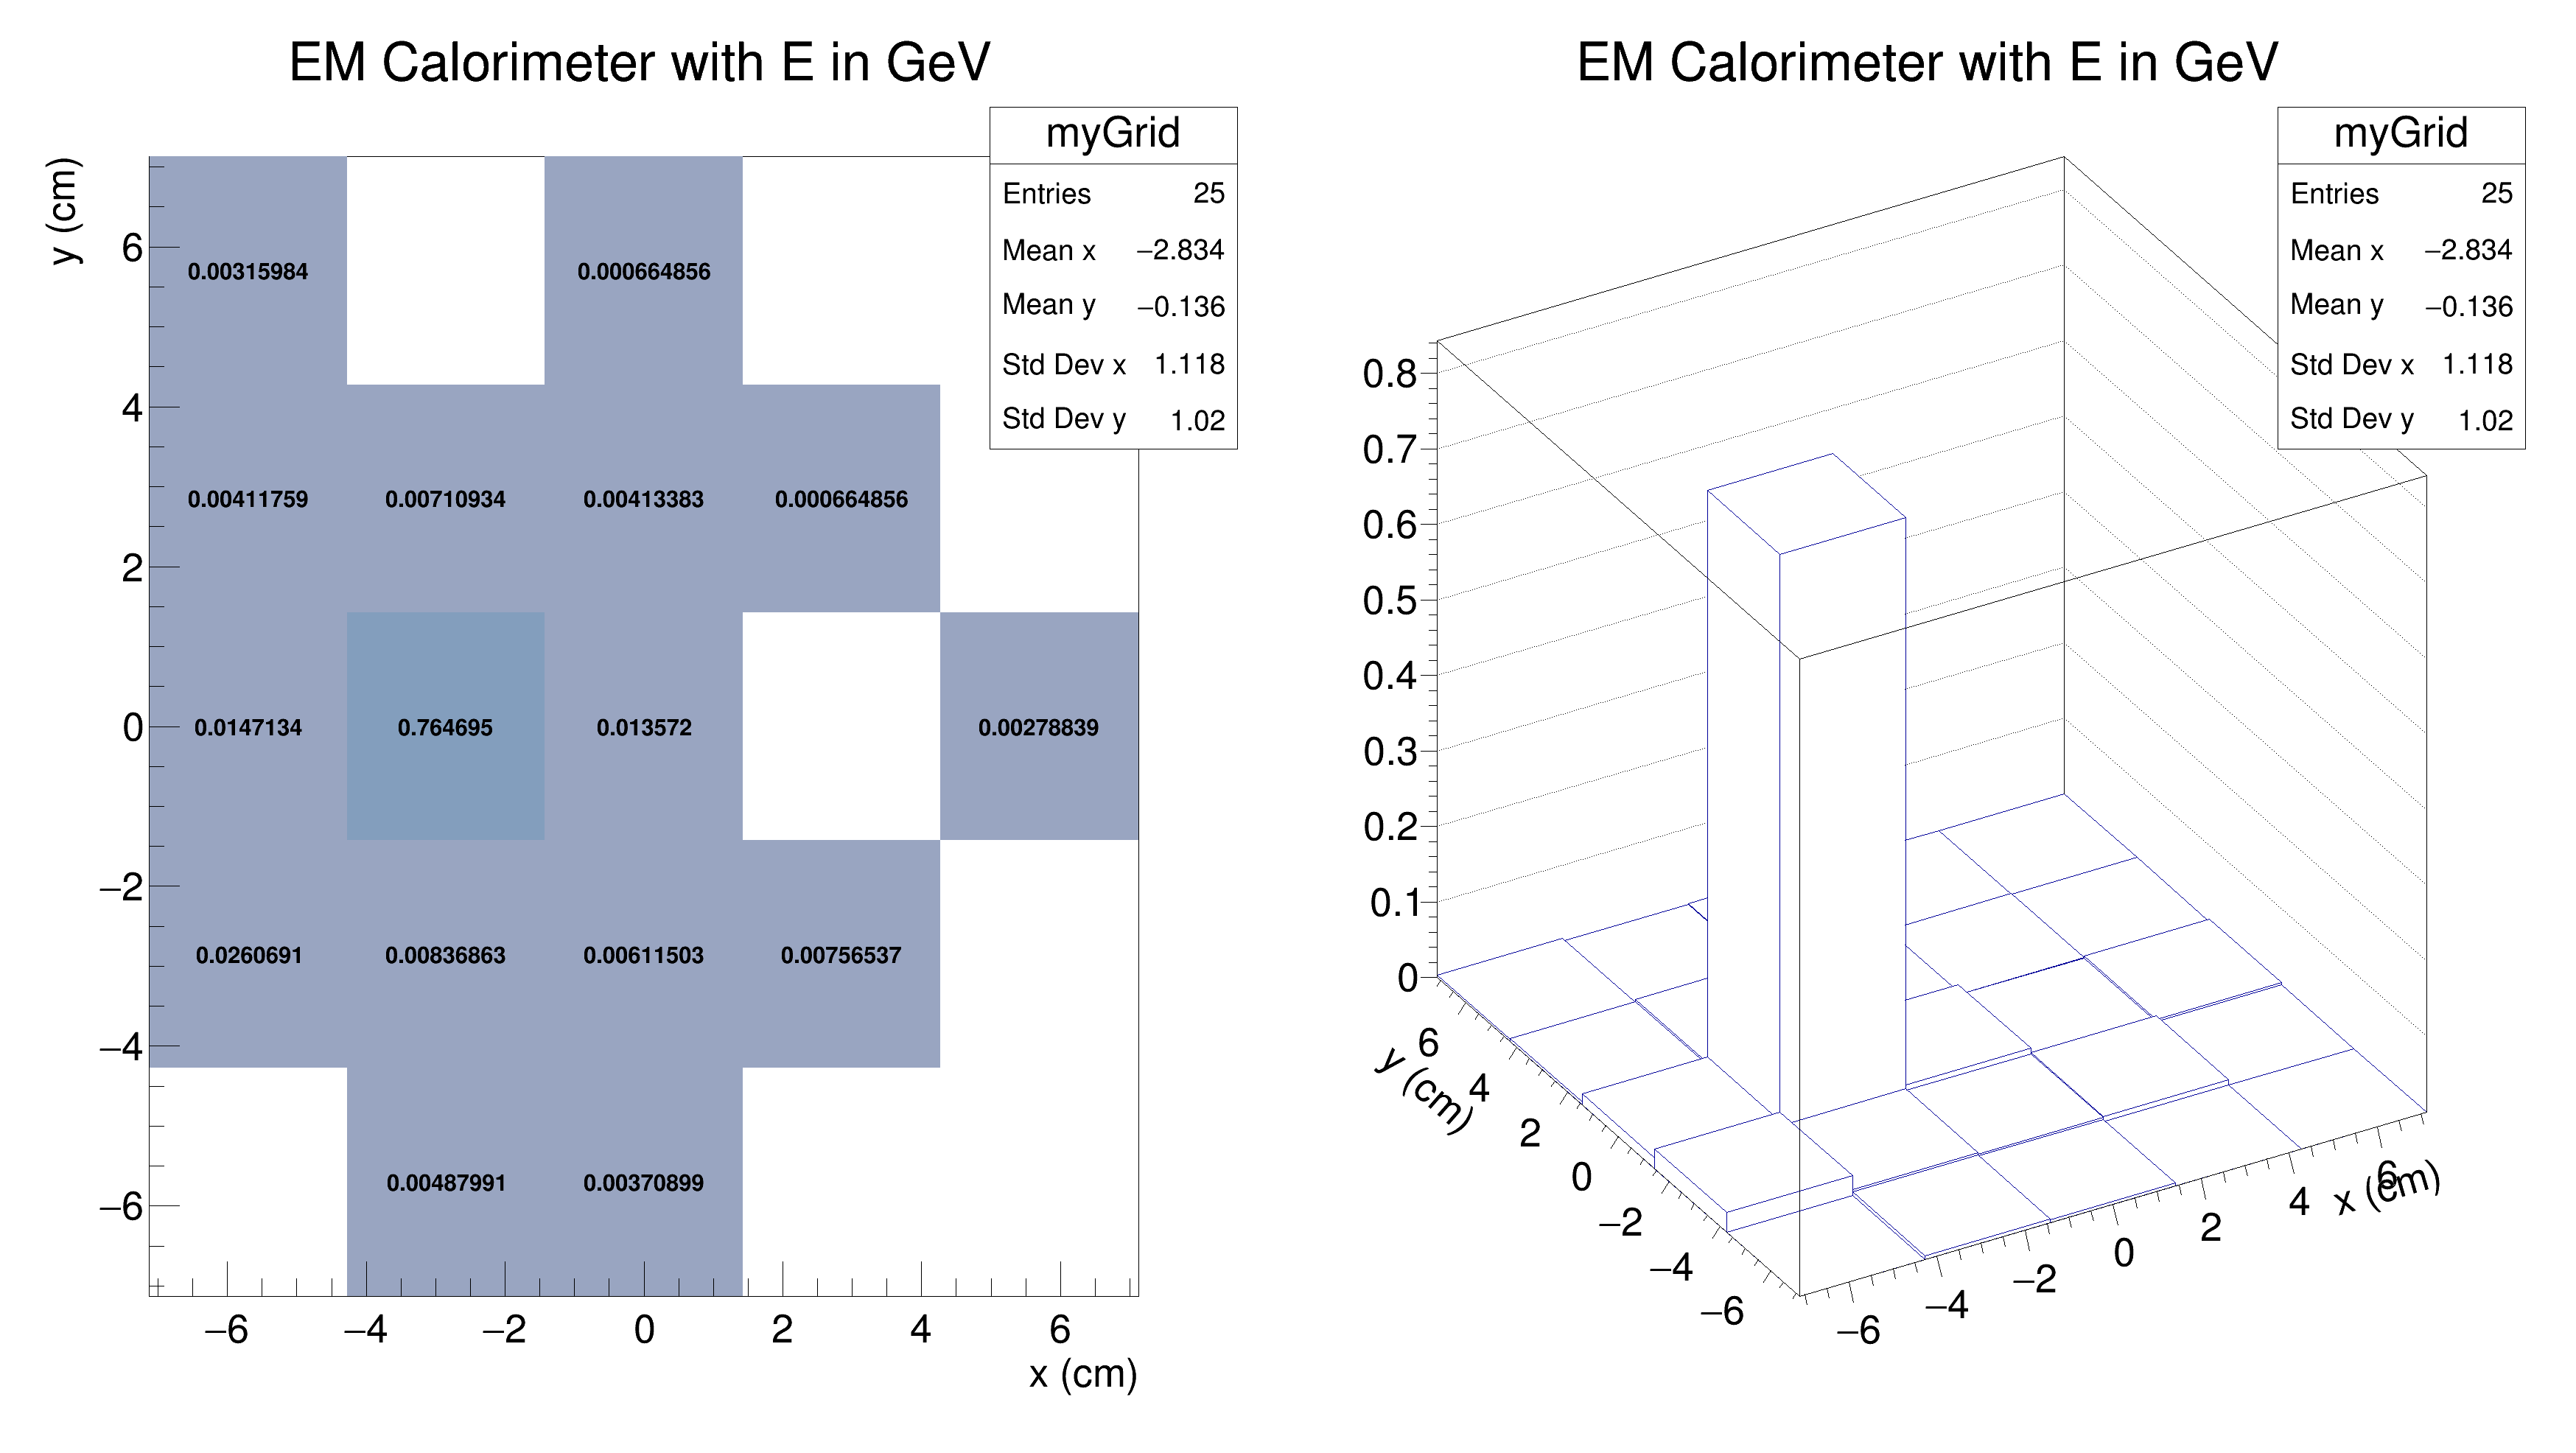 EM Calorimeter with E in GeV
myGrid
Entries 25
Mean x −2.834
Mean y −0.136
Std Dev x 1.118
Std Dev y 1.02
y (cm)
6
4
2
0
−2
−4
−6
0.00315984 0.000664856
0.00411759 0.00710934 0.00413383 0.000664856
0.0147134 0.764695 0.013572 0.00278839
0.0260691 0.00836863 0.00611503 0.00756537
0.00487991 0.00370899
−6 −4 −2 0 2 4 6
x (cm)
EM Calorimeter with E in GeV
myGrid
Entries 25
Mean x −2.834
Mean y −0.136
Std Dev x 1.118
Std Dev y 1.02
0.8
0.7
0.6
0.5
0.4
0.3
0.2
0.1
0
y (cm)
6
4
2
0
−2
−4
−6
−6 −4 −2 0 2 4 6
x (cm)